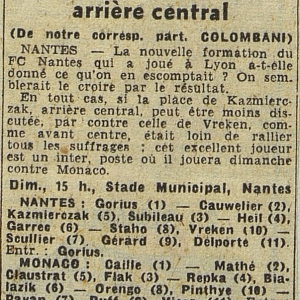 arrière central
(De notre corresp. part. COLOMBANI)
NANTES — La nouvelle formation du
FC Nantes qui a joué à Lyon a-t-elle
donné ce qu'on en escomptait ? On sem-
blerait le croire par le résultat.
En tout cas, si la place de Kazmierc-
zak, arrière central, peut être moins dis-
cutée, par contre celle de Vreken, com-
me avant centre, était loin de rallier
tous les suffrages ; cet excellent joueur
est un inter, poste où il jouera dimanche
contre Monaco.
Dim., 15 h., Stade Municipal, Nantes
NANTES : Gorius (1) — Cauwelier (2),
Kazmierczak (5), Subileau (3) — Heil (4),
Garrec (6) — Staho (8), Vreken (10) —
Scullier (7), Gérard (9), Delporte (11).
Entr. : Gorius.
MONACO : Caille (1) — Mathé (2),
Claustrat (5), Flak (3) — Repka (4), Bia-
lazik (6) — Orengo (8), Pinthye (10) —